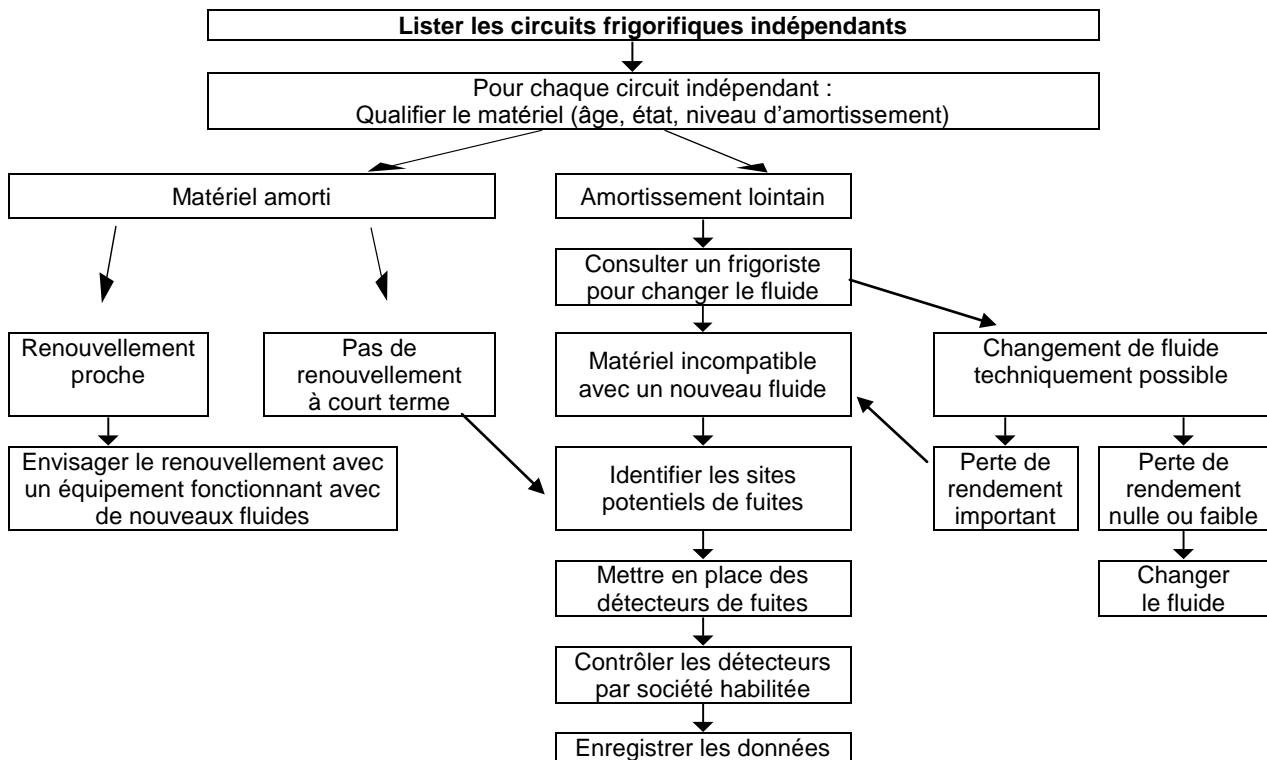 Lister les circuits frigorifiques indépendants
Pour chaque circuit indépendant :
Qualifier le matériel (âge, état, niveau d'amortissement)
Matériel amorti
Amortissement lointain
Consulter un frigoriste
pour changer le fluide
Renouvellement
proche
Pas de
renouvellement
à court terme
Matériel incompatible
avec un nouveau fluide
Changement de fluide
techniquement possible
Envisager le renouvellement avec
un équipement fonctionnant avec
de nouveaux fluides
Identifier les sites
potentiels de fuites
Perte de
rendement
important
Perte de
rendement
nulle ou faible
Mettre en place des
détecteurs de fuites
Changer
le fluide
Contrôler les détecteurs
par société habilitée
Enregistrer les données